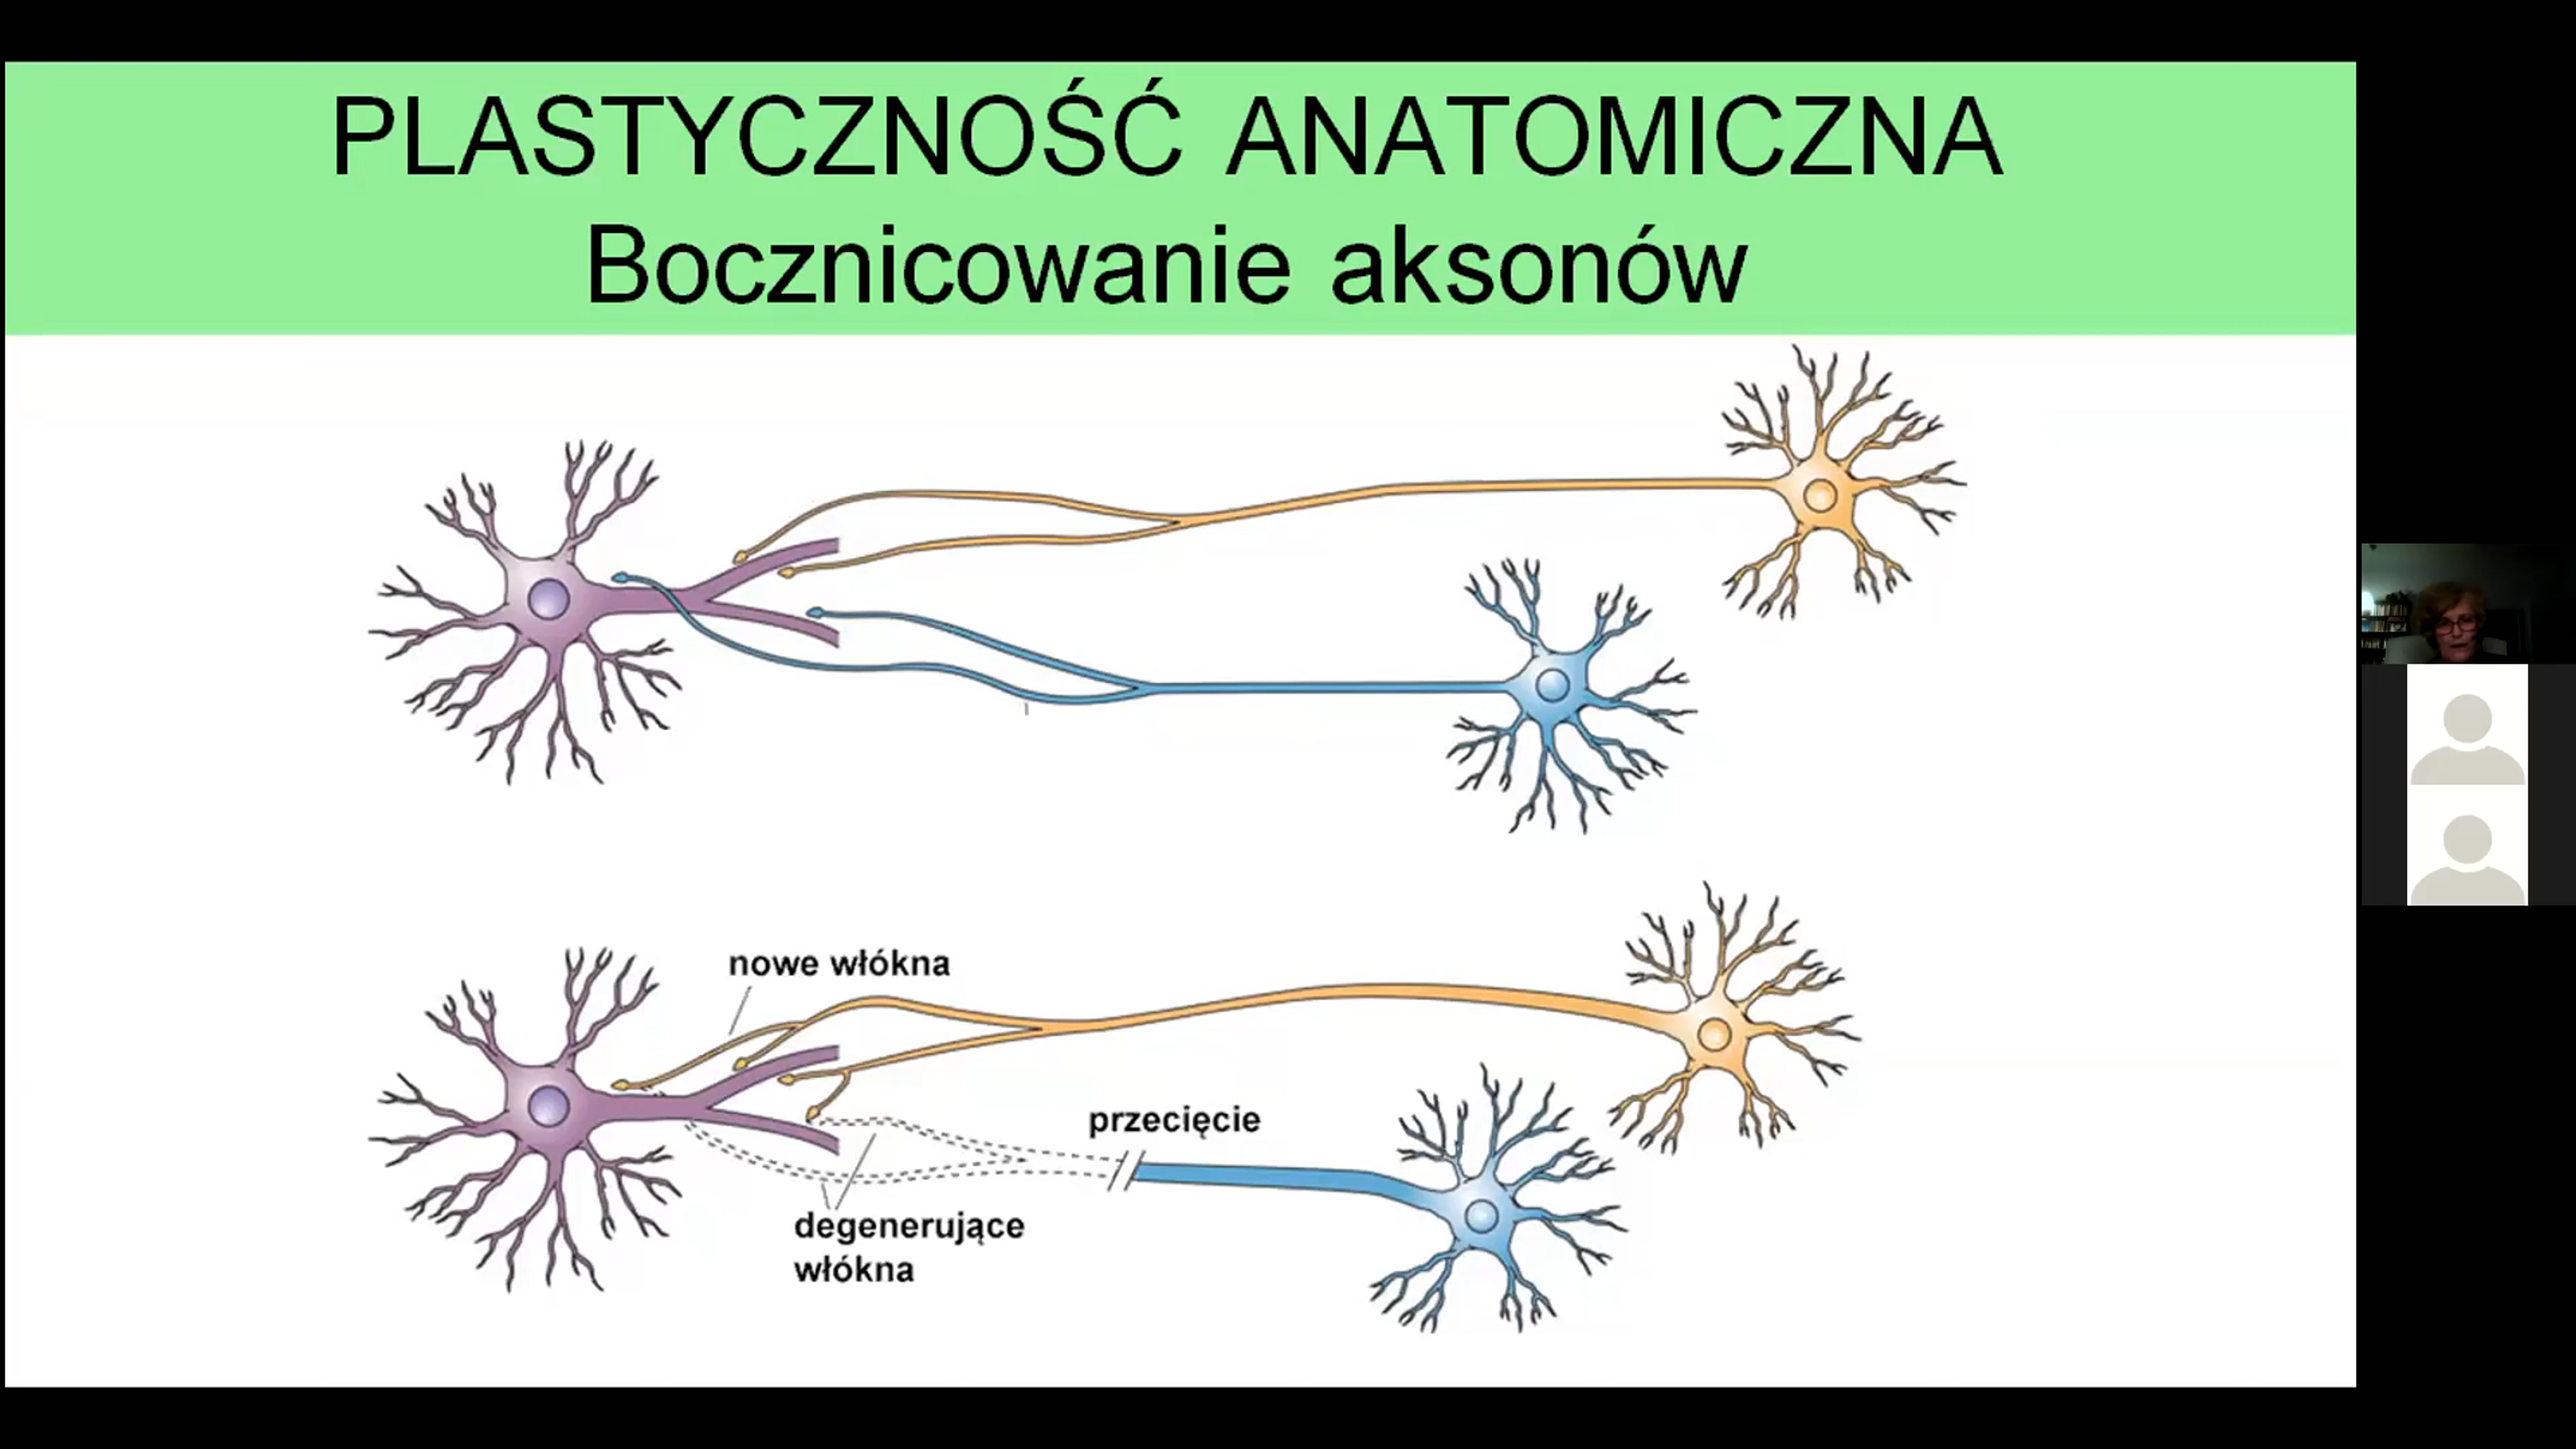 PLASTYCZNOŚĆ ANATOMICZNA
Bocznicowanie aksonów
nowe włókna
przecięcie
degenerujące
włókna